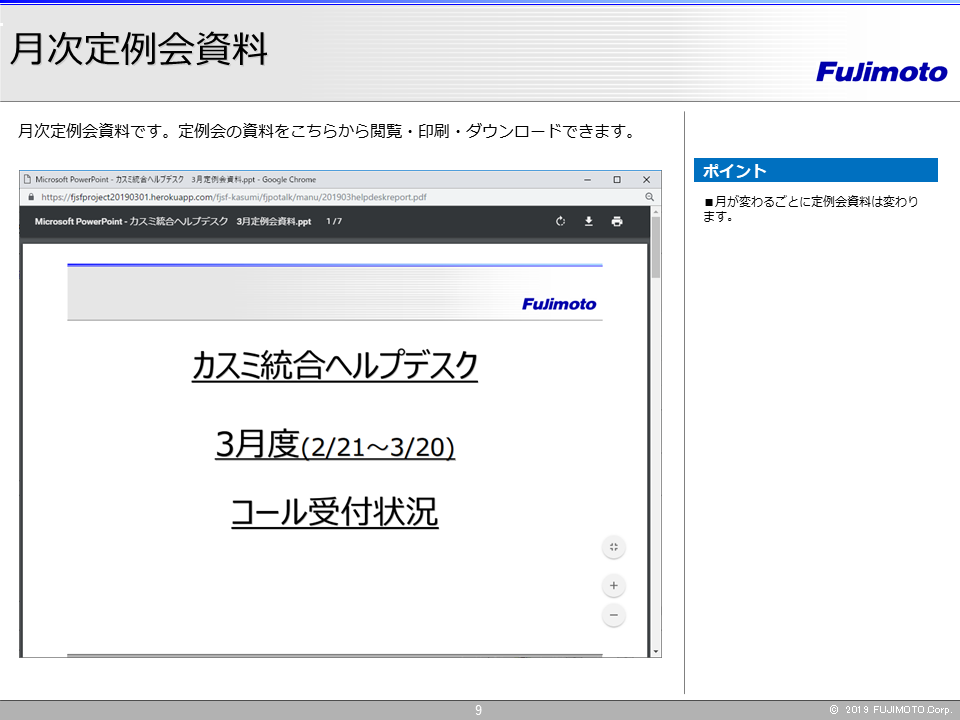 月次定例会資料
Fujimoto
月次定例会資料です。定例会の資料をこちらから閲覧・印刷・ダウンロードできます。
Microsoft PowerPoint - カスミ統合ヘルプデスク 3月定例会資料.ppt - Google Chrome
https://fjsfproject20190301.herokuapp.com/fjsf-kasumi/fjpotalk/manu/201903helpdeskreport.pdf
Microsoft PowerPoint - カスミ統合ヘルプデスク 3月定例会資料.ppt 1/7
Fujimoto
カスミ統合ヘルプデスク
3月度(2/21～3/20)
コール受付状況
ポイント
■月が変わるごとに定例会資料は変わり
ます。
9
© 2019 FUJIMOTO.Corp.